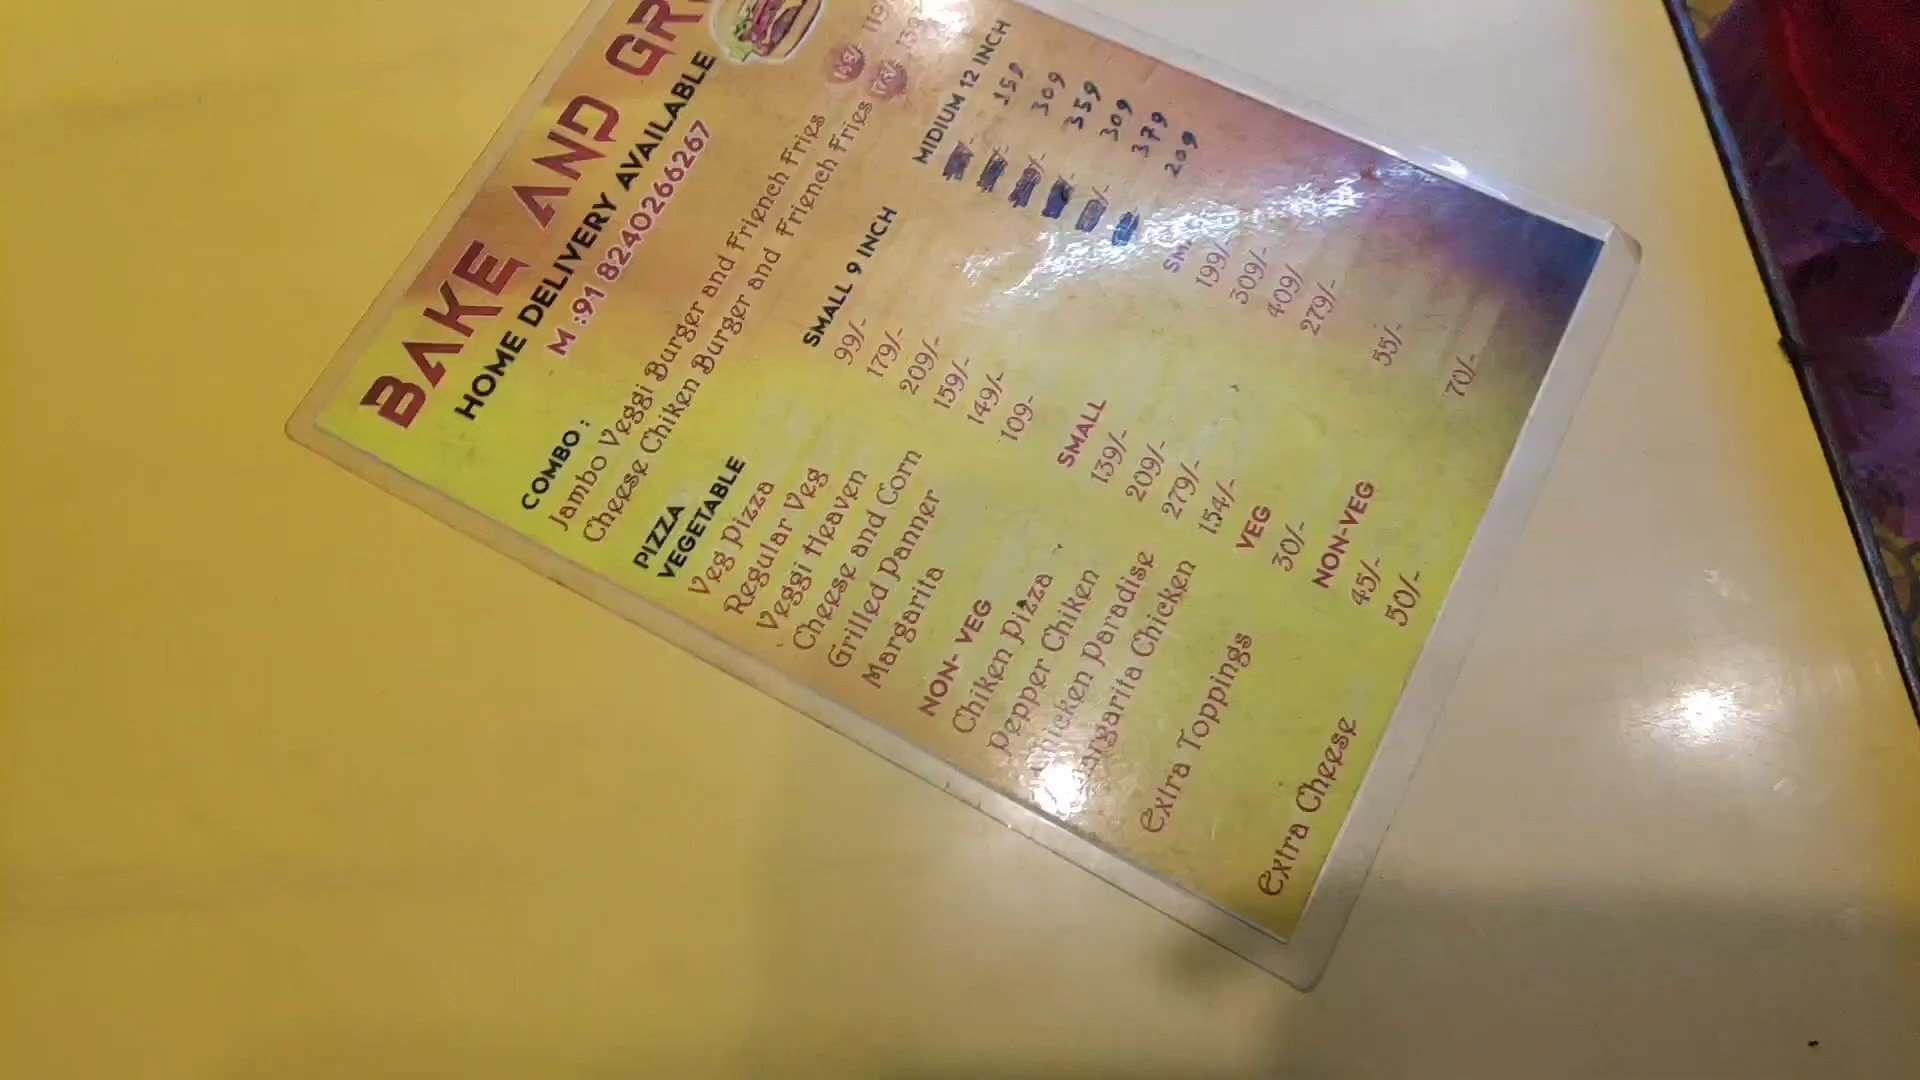 BAKE AND
HOME DELIVERY AVAILABLE
M :91 8240266267
COMBO :
Jambo Veggi Burger and Friench Fries
Cheese Chiken Burger and Friench Fries
PIZZA SMALL 9 INCH MIDIUM 12 INCH
VEGETABLE
Veg Pizza 99/- 159
Regular Veg 179/- 309
Veggi Heaven 209/- 359
Cheese and Corn 159/- 309
Grilled Panner 149/- 379
Margarita 109- 209
NON- VEG SMALL
Chiken Pizza 139/- 199/-
Pepper Chiken 209/- 309/-
Chicken Paradise 279/- 409/
Margarita Chicken 154/- 279/-
VEG
Extra Toppings 30/- 55/-
NON-VEG
45/- 70/-
Extra Cheese 50/-